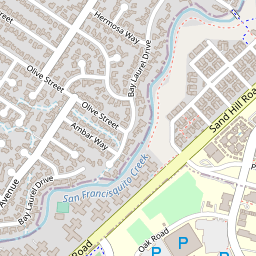 Hermosa Way
Bay Laurel Drive
Olive Street
Sand Hill Roa
Olive Street
Ambar Way
Avenue
Bay Laurel Drive
San Francisquito Creek
Road
Oak Road
P
P
P